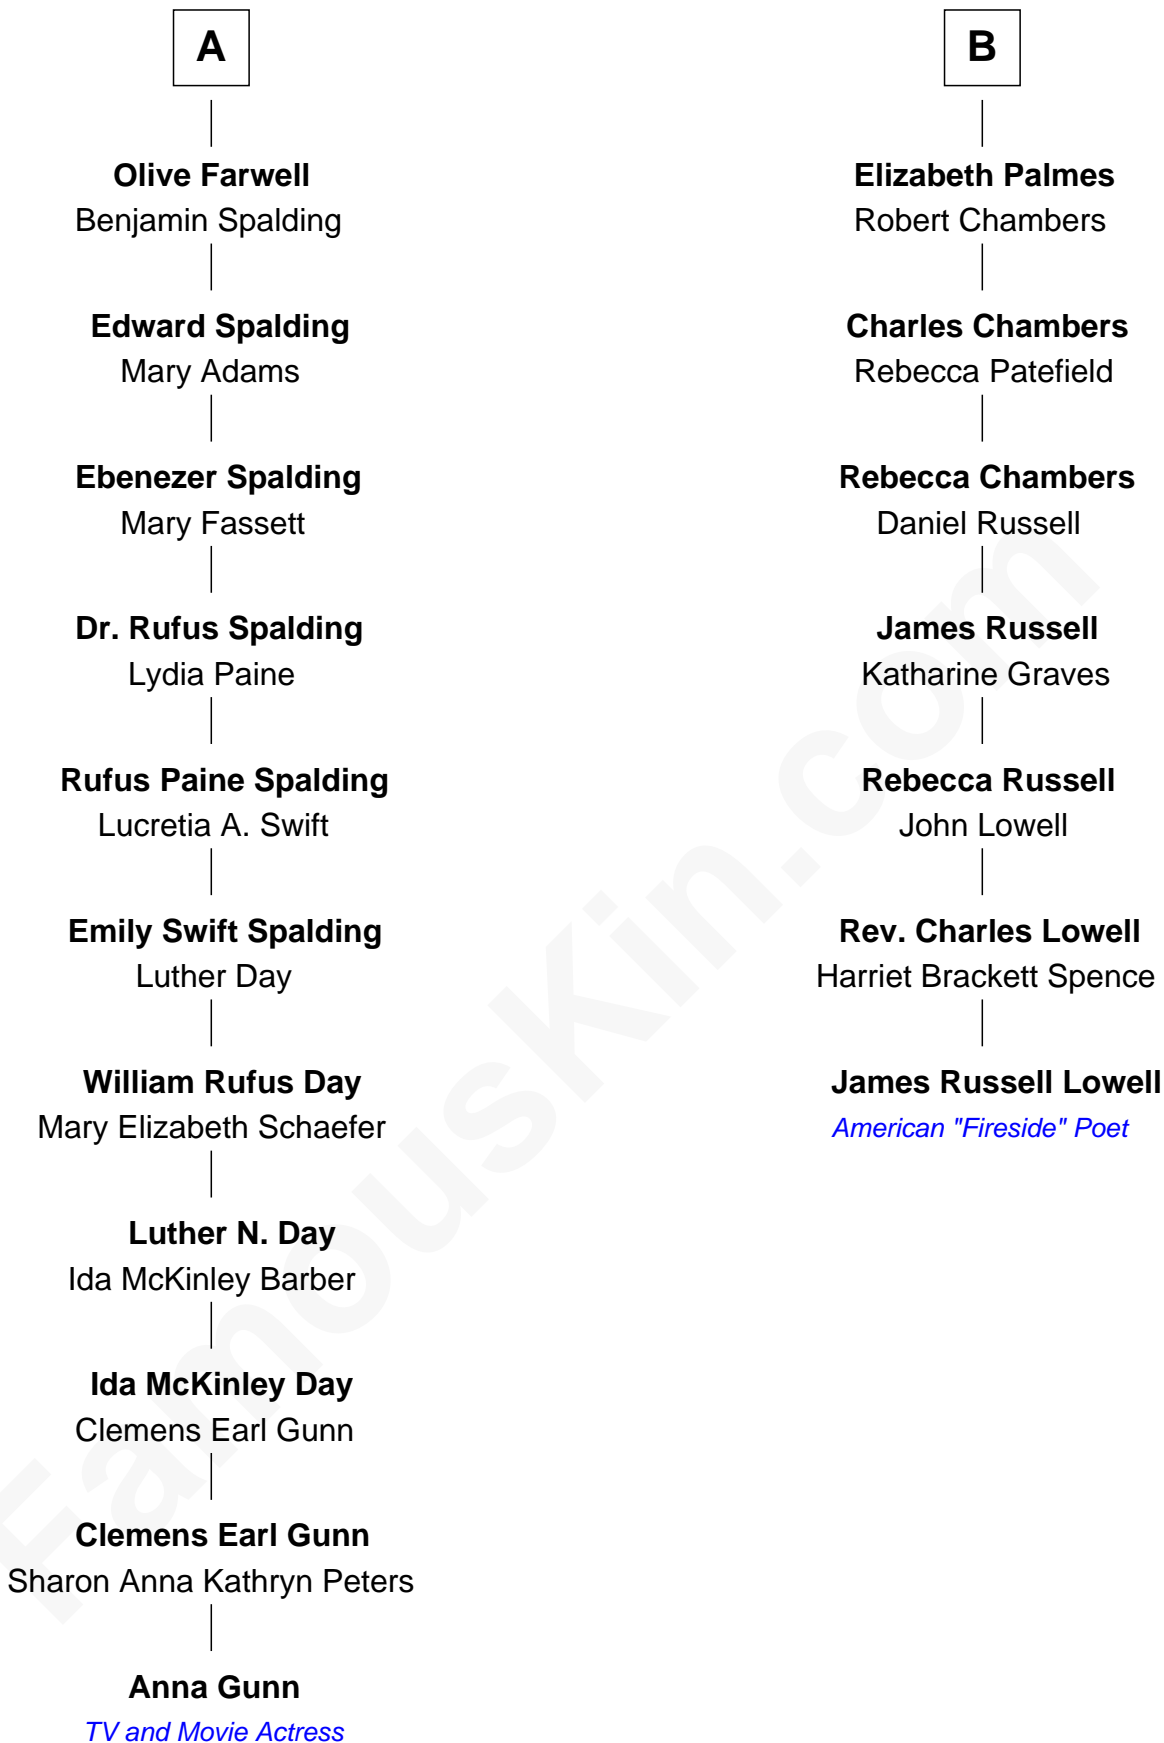 A
Olive Farwell
Benjamin Spalding
Edward Spalding
Mary Adams
Ebenezer Spalding
Mary Fassett
Dr. Rufus Spalding
Lydia Paine
Rufus Paine Spalding
Lucretia A. Swift
Emily Swift Spalding
Luther Day
William Rufus Day
Mary Elizabeth Schaefer
Luther N. Day
Ida McKinley Barber
Ida McKinley Day
Clemens Earl Gunn
Clemens Earl Gunn
Sharon Anna Kathryn Peters
Anna Gunn
TV and Movie Actress
B
Elizabeth Palmes
Robert Chambers
Charles Chambers
Rebecca Patefield
Rebecca Chambers
Daniel Russell
James Russell
Katharine Graves
Rebecca Russell
John Lowell
Rev. Charles Lowell
Harriet Brackett Spence
James Russell Lowell
American "Fireside" Poet
FamousKin.com